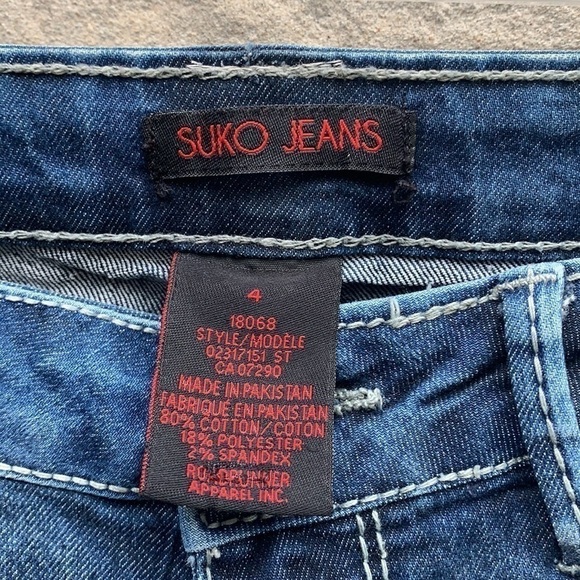 SUKO JEANS
4
18068
STYLE/MODÈLE
02317151 ST
CA 07290
MADE IN PAKISTAN
FABRIQUÉ EN PAKISTAN
80% COTTON/COTON
18% POLYESTER
2% SPANDEX
ROADRUNNER
APPAREL INC.